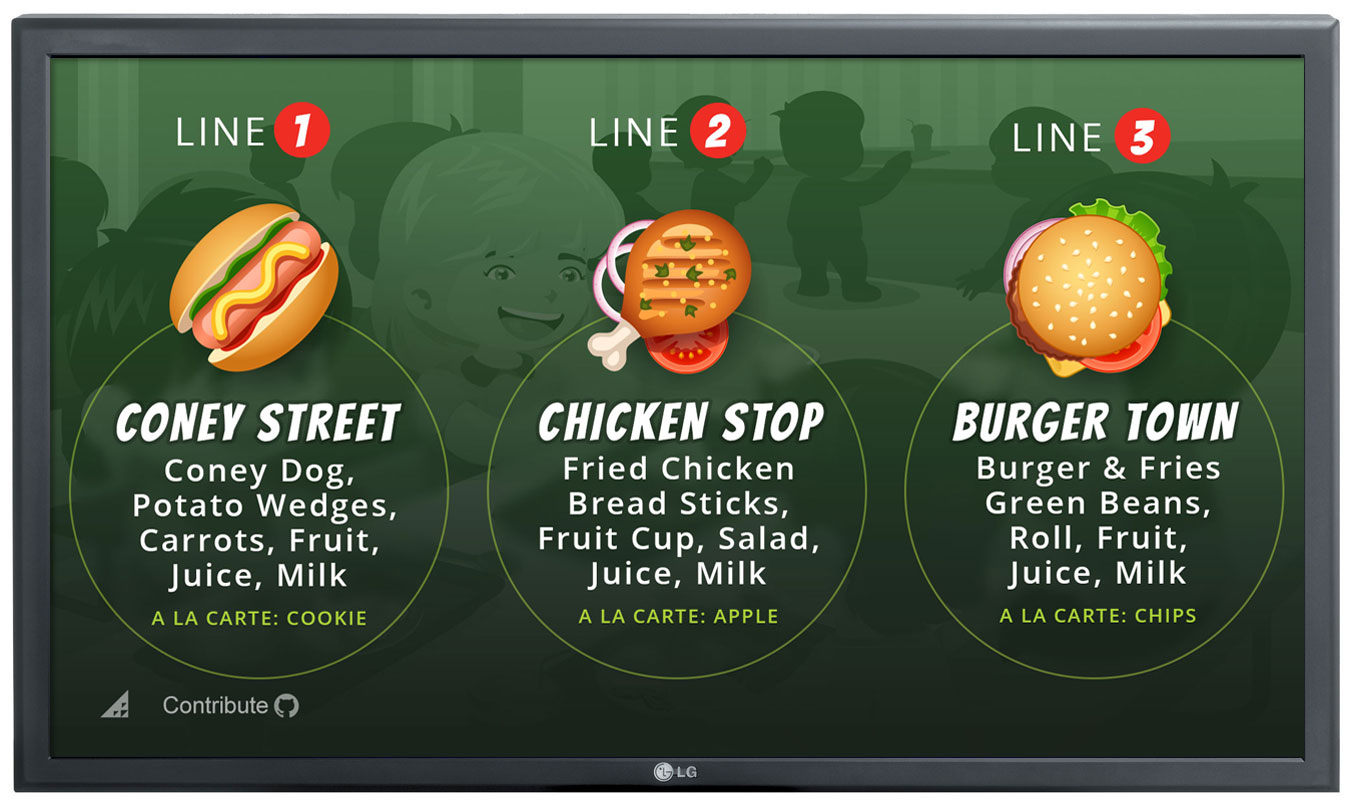 LINE 1
CONEY STREET
Coney Dog,
Potato Wedges,
Carrots, Fruit,
Juice, Milk
A LA CARTE: COOKIE
LINE 2
CHICKEN STOP
Fried Chicken
Bread Sticks,
Fruit Cup, Salad,
Juice, Milk
A LA CARTE: APPLE
LINE 3
BURGER TOWN
Burger & Fries
Green Beans,
Roll, Fruit,
Juice, Milk
A LA CARTE: CHIPS
Contribute
LG